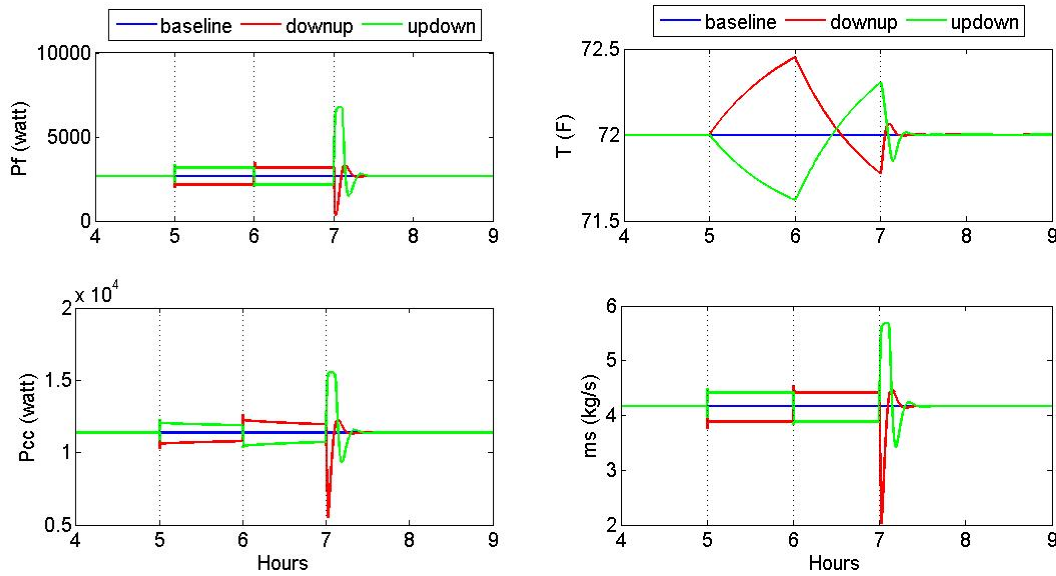 baseline downup updown
Pf (watt)
10000
5000
0
4 5 6 7 8 9
baseline downup updown
T (F)
72.5
72
71.5
4 5 6 7 8 9
x 10^4
Pcc (watt)
2
1.5
1
0.5
4 5 6 7 8 9
Hours
ms (kg/s)
6
5
4
3
2
4 5 6 7 8 9
Hours